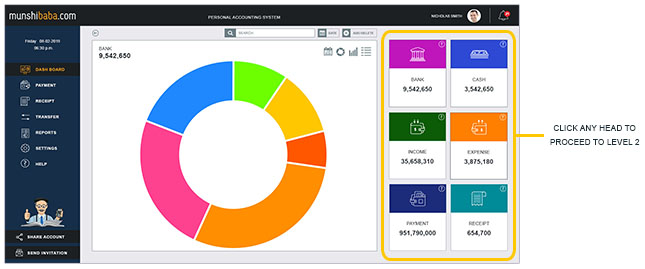 munshibaba.com
PERSONAL ACCOUNTING SYSTEM
NICHOLAS SMITH
Friday 08-02-2019
06:30 p.m.
DASH BOARD
PAYMENT
RECEIPT
TRANSFER
REPORTS
SETTINGS
HELP
SHARE ACCOUNT
SEND INVITATION
SEARCH
DATE
ADD/DELETE
BANK
9,542,650
BANK
9,542,650
CASH
3,542,650
INCOME
35,658,310
EXPENSE
3,875,180
PAYMENT
951,790,000
RECEIPT
654,700
CLICK ANY HEAD TO
PROCEED TO LEVEL 2